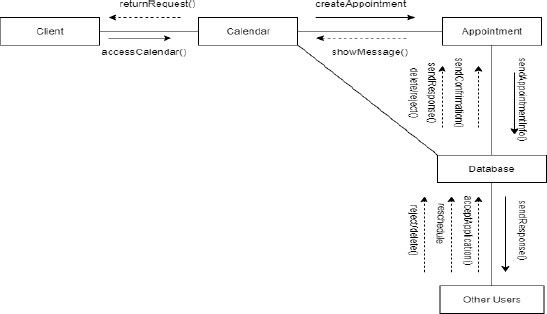 returnRequest()
createAppointment
Client
Calendar
Appointment
accessCalendar()
showMessage()
delete/reject()
sendResponse()
sendConfirmation()
sendAppointmentInfo()
Database
reject/delete()
reschedule
acceptApplication()
sendResponse()
Other Users